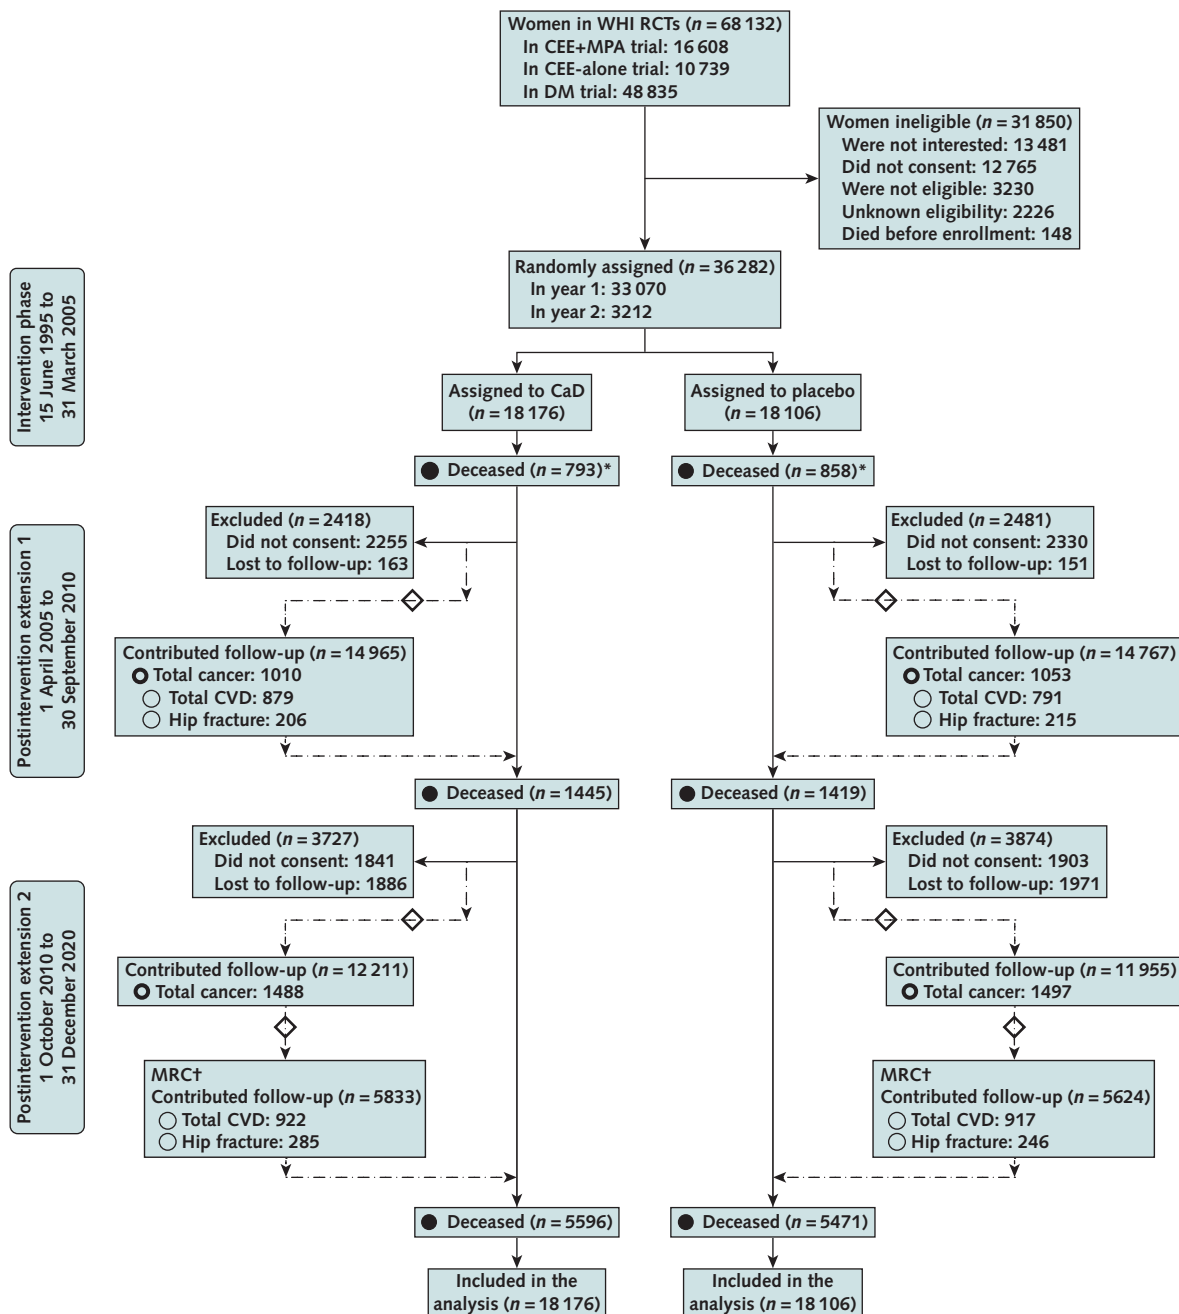 Women in WHI RCTs (n = 68 132)
In CEE+MPA trial: 16 608
In CEE-alone trial: 10 739
In DM trial: 48 835
Women ineligible (n = 31 850)
Were not interested: 13 481
Did not consent: 12 765
Were not eligible: 3230
Unknown eligibility: 2226
Died before enrollment: 148
Intervention phase
15 June 1995 to
31 March 2005
Randomly assigned (n = 36 282)
In year 1: 33 070
In year 2: 3212
Assigned to CaD
(n = 18 176)
Assigned to placebo
(n = 18 106)
Deceased (n = 793)*
Deceased (n = 858)*
Postintervention extension 1
1 April 2005 to
30 September 2010
Excluded (n = 2418)
Did not consent: 2255
Lost to follow-up: 163
Excluded (n = 2481)
Did not consent: 2330
Lost to follow-up: 151
Contributed follow-up (n = 14 965)
Total cancer: 1010
Total CVD: 879
Hip fracture: 206
Contributed follow-up (n = 14 767)
Total cancer: 1053
Total CVD: 791
Hip fracture: 215
Deceased (n = 1445)
Deceased (n = 1419)
Postintervention extension 2
1 October 2010 to
31 December 2020
Excluded (n = 3727)
Did not consent: 1841
Lost to follow-up: 1886
Excluded (n = 3874)
Did not consent: 1903
Lost to follow-up: 1971
Contributed follow-up (n = 12 211)
Total cancer: 1488
Contributed follow-up (n = 11 955)
Total cancer: 1497
MRC†
Contributed follow-up (n = 5833)
Total CVD: 922
Hip fracture: 285
MRC†
Contributed follow-up (n = 5624)
Total CVD: 917
Hip fracture: 246
Deceased (n = 5596)
Deceased (n = 5471)
Included in the
analysis (n = 18 176)
Included in the
analysis (n = 18 106)